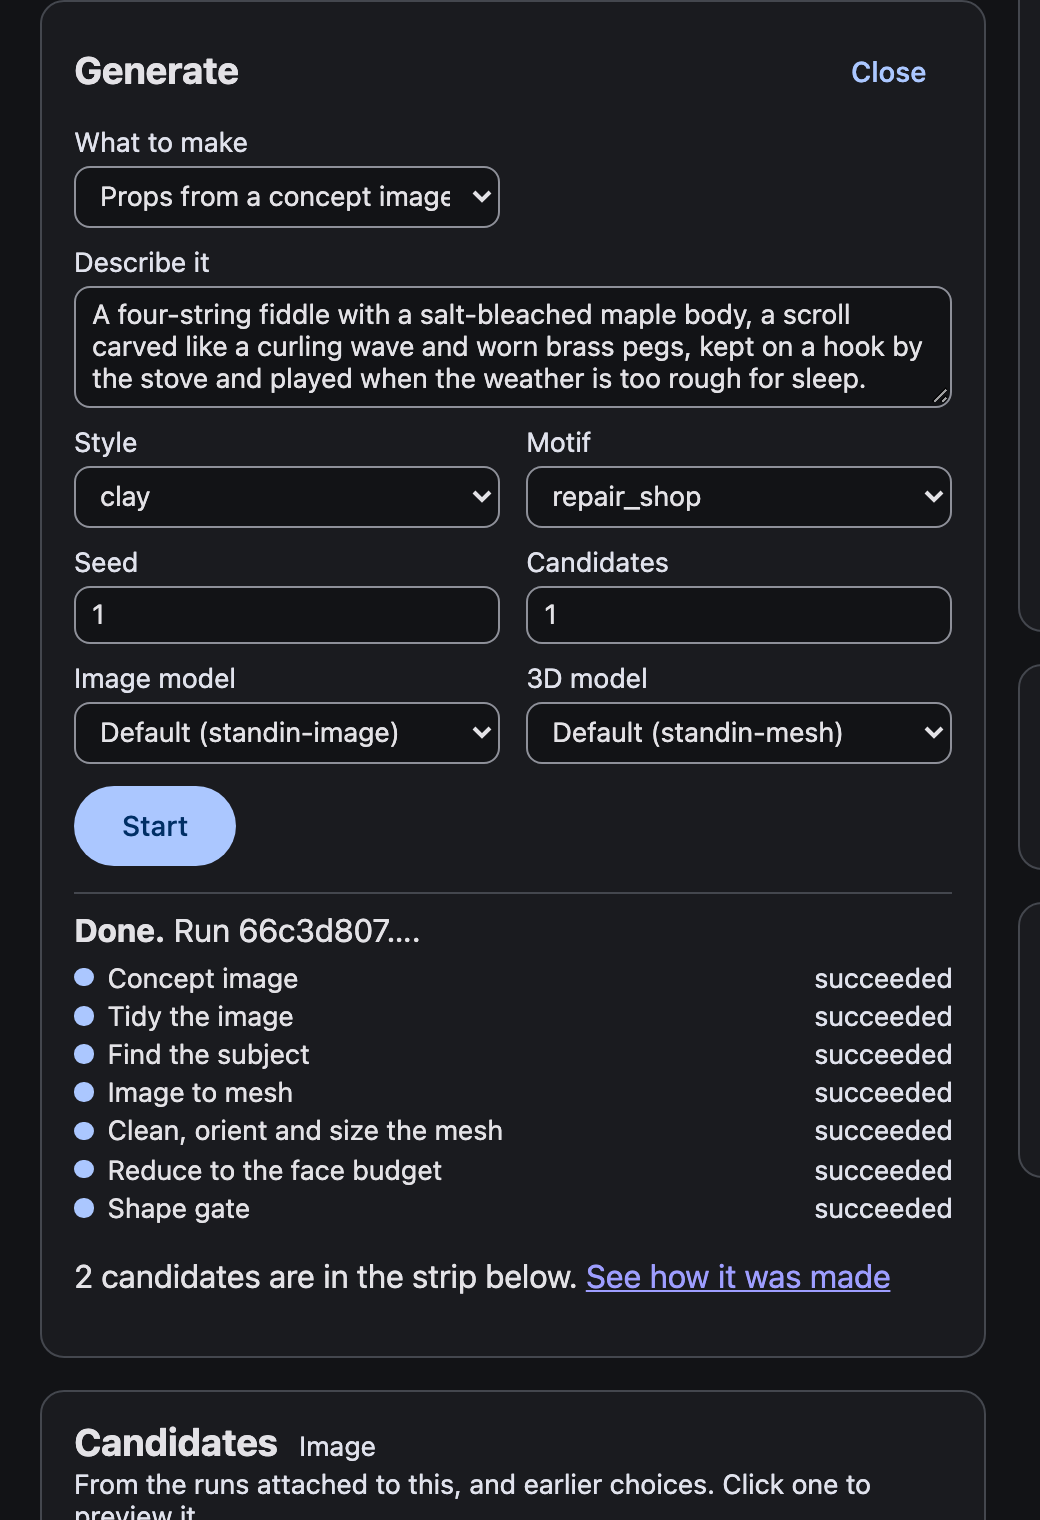 Generate
Close
What to make
Props from a concept image
Describe it
A four-string fiddle with a salt-bleached maple body, a scroll
carved like a curling wave and worn brass pegs, kept on a hook by
the stove and played when the weather is too rough for sleep.
Style
Motif
clay
repair_shop
Seed
Candidates
1
1
Image model
3D model
Default (standin-image)
Default (standin-mesh)
Start
Done. Run 66c3d807....
Concept image succeeded
Tidy the image succeeded
Find the subject succeeded
Image to mesh succeeded
Clean, orient and size the mesh succeeded
Reduce to the face budget succeeded
Shape gate succeeded
2 candidates are in the strip below. See how it was made
Candidates Image
From the runs attached to this, and earlier choices. Click one to
preview it